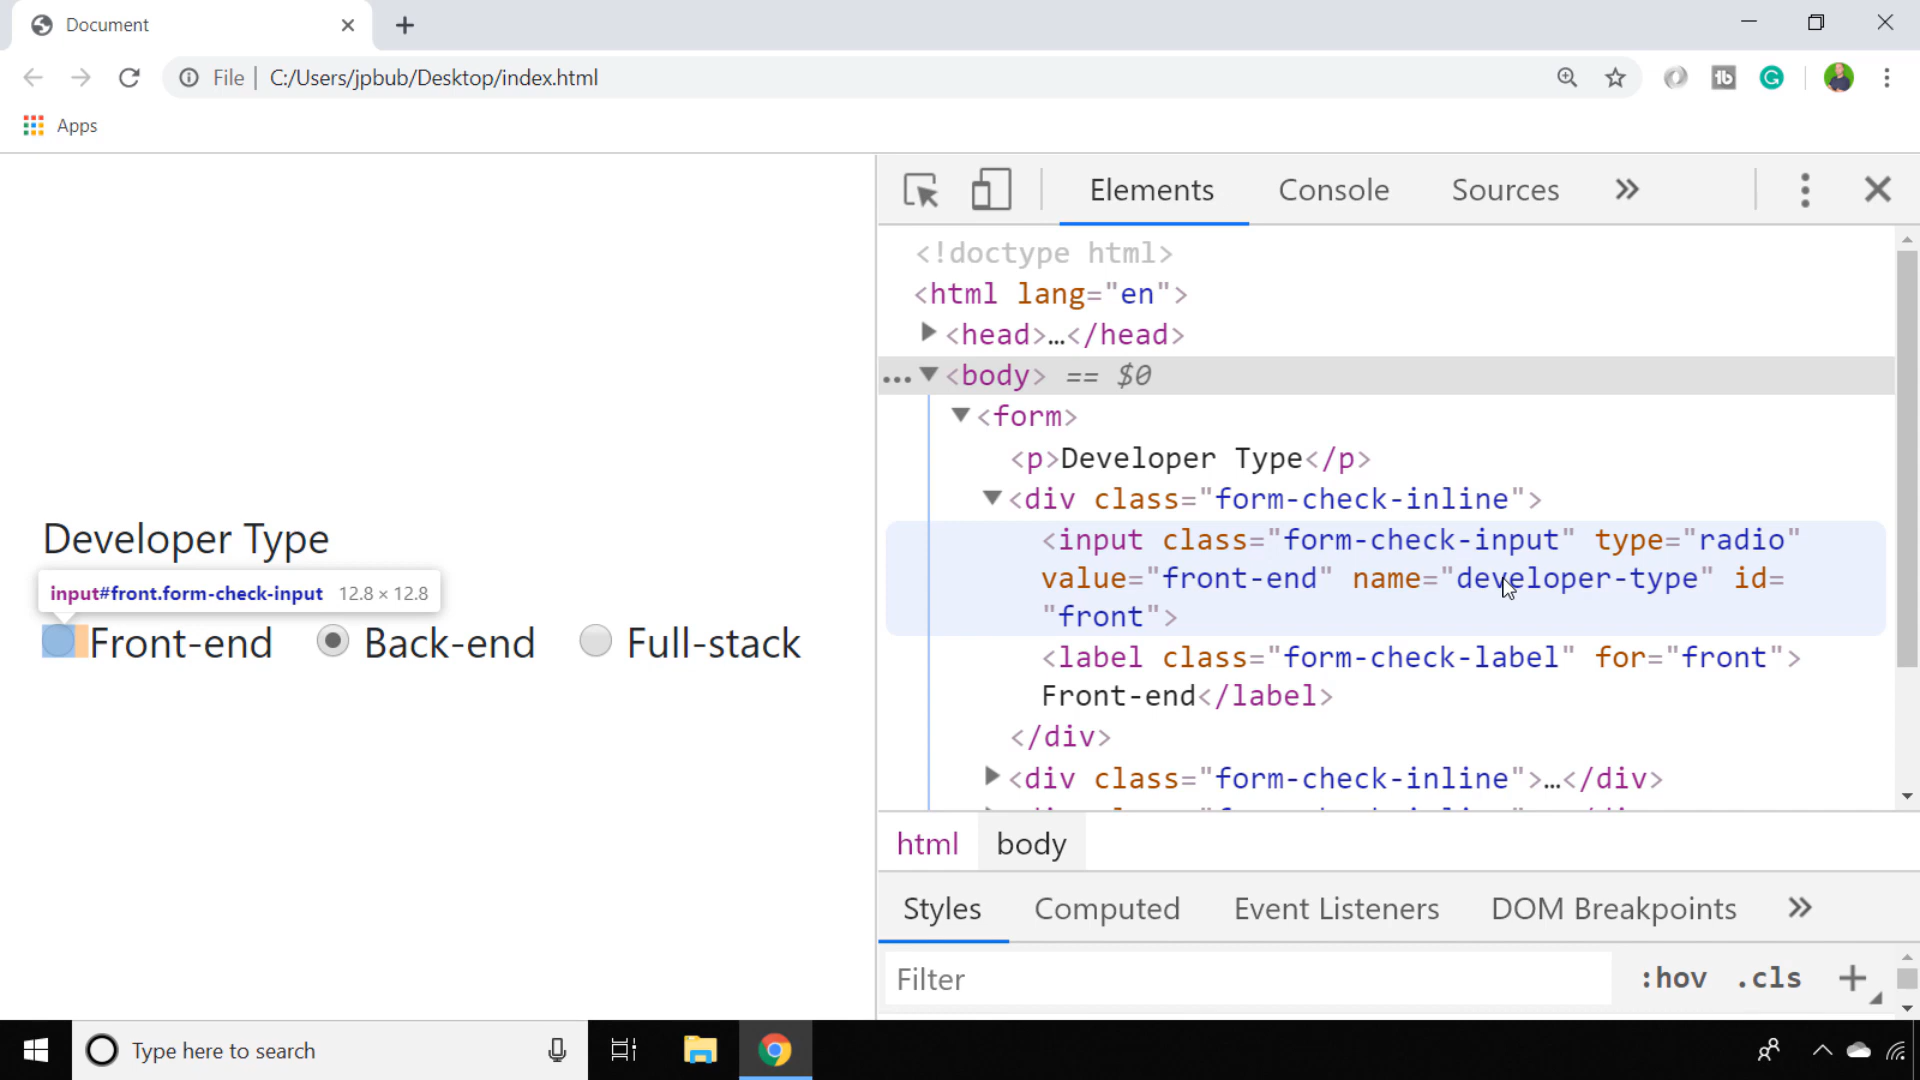 Document
File | C:/Users/jpbub/Desktop/index.html
Apps
Elements Console Sources
<!doctype html>
<html lang="en">
<head>…</head>
<body> == $0
<form>
<p>Developer Type</p>
<div class="form-check-inline">
<input class="form-check-input" type="radio"
value="front-end" name="developer-type" id=
"front">
<label class="form-check-label" for="front">
Front-end</label>
</div>
<div class="form-check-inline">…</div>
html body
Styles Computed Event Listeners DOM Breakpoints
Filter :hov .cls
Developer Type
input#front.form-check-input 12.8 × 12.8
Front-end Back-end Full-stack
Type here to search